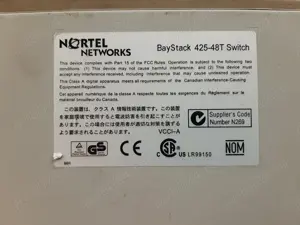 NORTEL
NETWORKS
BayStack 425-48T Switch
This device complies with Part 15 of the FCC Rules. Operation is subject to the following two
conditions: (1) This device may not cause harmful interference, and (2) This device must
accept any interference received, including interference that may cause undesired operation.
This Class A digital apparatus, meets all requirements of the Canadian Interference-Causing
Equipment Regulations.
Cet appareil numérique de la classe A respecte toutes les exigences du Règlement sur le
matériel brouilleur du Canada.
この装置は、クラスA情報技術装置です。この
装置を家庭環境で使用すると電波妨害を引き起こすことが
あります。この場合には使用者が適切な対策を講ずるよう
要求されることがあります。
VCCI-A
N
Supplier's Code
Number N269
GS
CE
C
US
LR99150
NOM